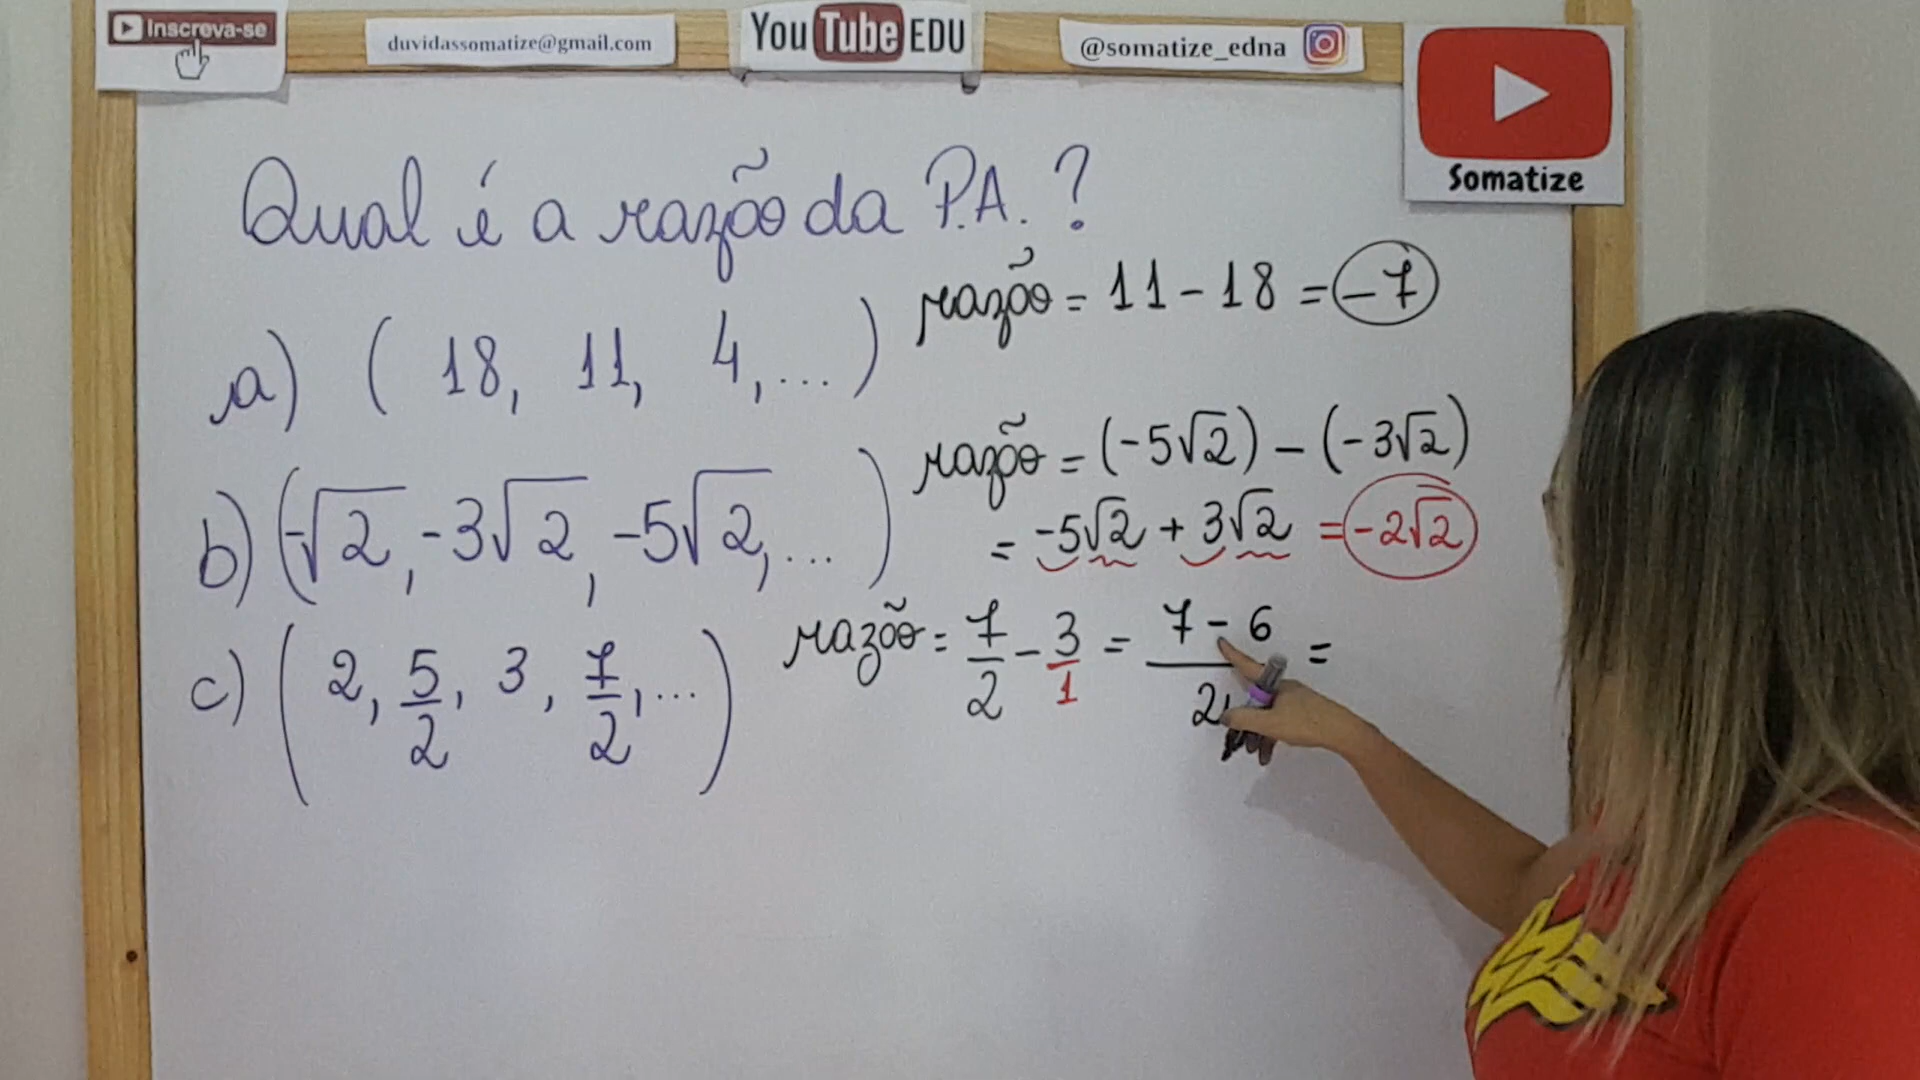 Inscreva-se
duvidassomatize@gmail.com
YouTube EDU
@somatize_edna
Somatize
Qual é a razão da P.A. ?
a) ( 18, 11, 4, ... )
razão = 11 - 18 = -7
b) (-√2, -3√2, -5√2, ... )
razão = (-5√2) - (-3√2)
= -5√2 + 3√2 = -2√2
c) ( 2, 5/2, 3, 7/2, ... )
razão = 7/2 - 3/1 = 7 - 6 / 2 =